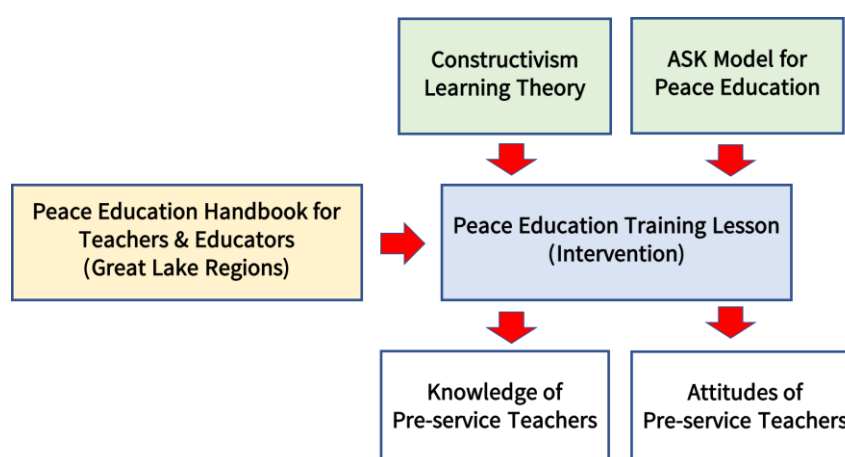 Constructivism
Learning Theory
ASK Model for
Peace Education
Peace Education Handbook for
Teachers & Educators
(Great Lake Regions)
Peace Education Training Lesson
(Intervention)
Knowledge of
Pre-service Teachers
Attitudes of
Pre-service Teachers